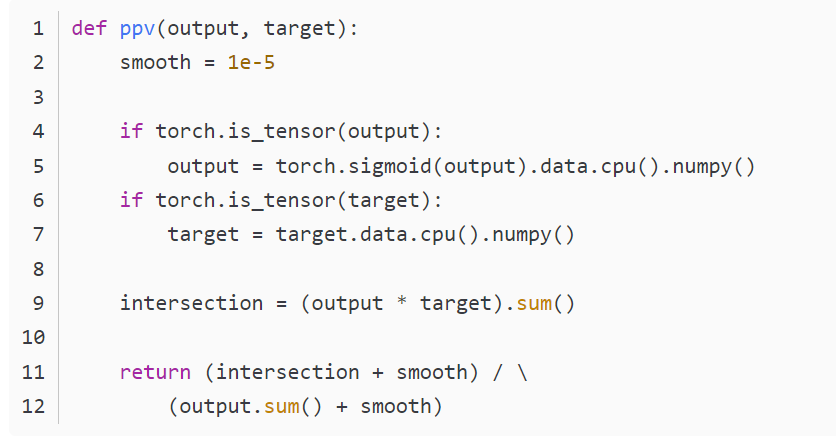 1 def ppv(output, target):
2     smooth = 1e-5
3
4     if torch.is_tensor(output):
5         output = torch.sigmoid(output).data.cpu().numpy()
6     if torch.is_tensor(target):
7         target = target.data.cpu().numpy()
8
9     intersection = (output * target).sum()
10
11     return (intersection + smooth) / \
12         (output.sum() + smooth)